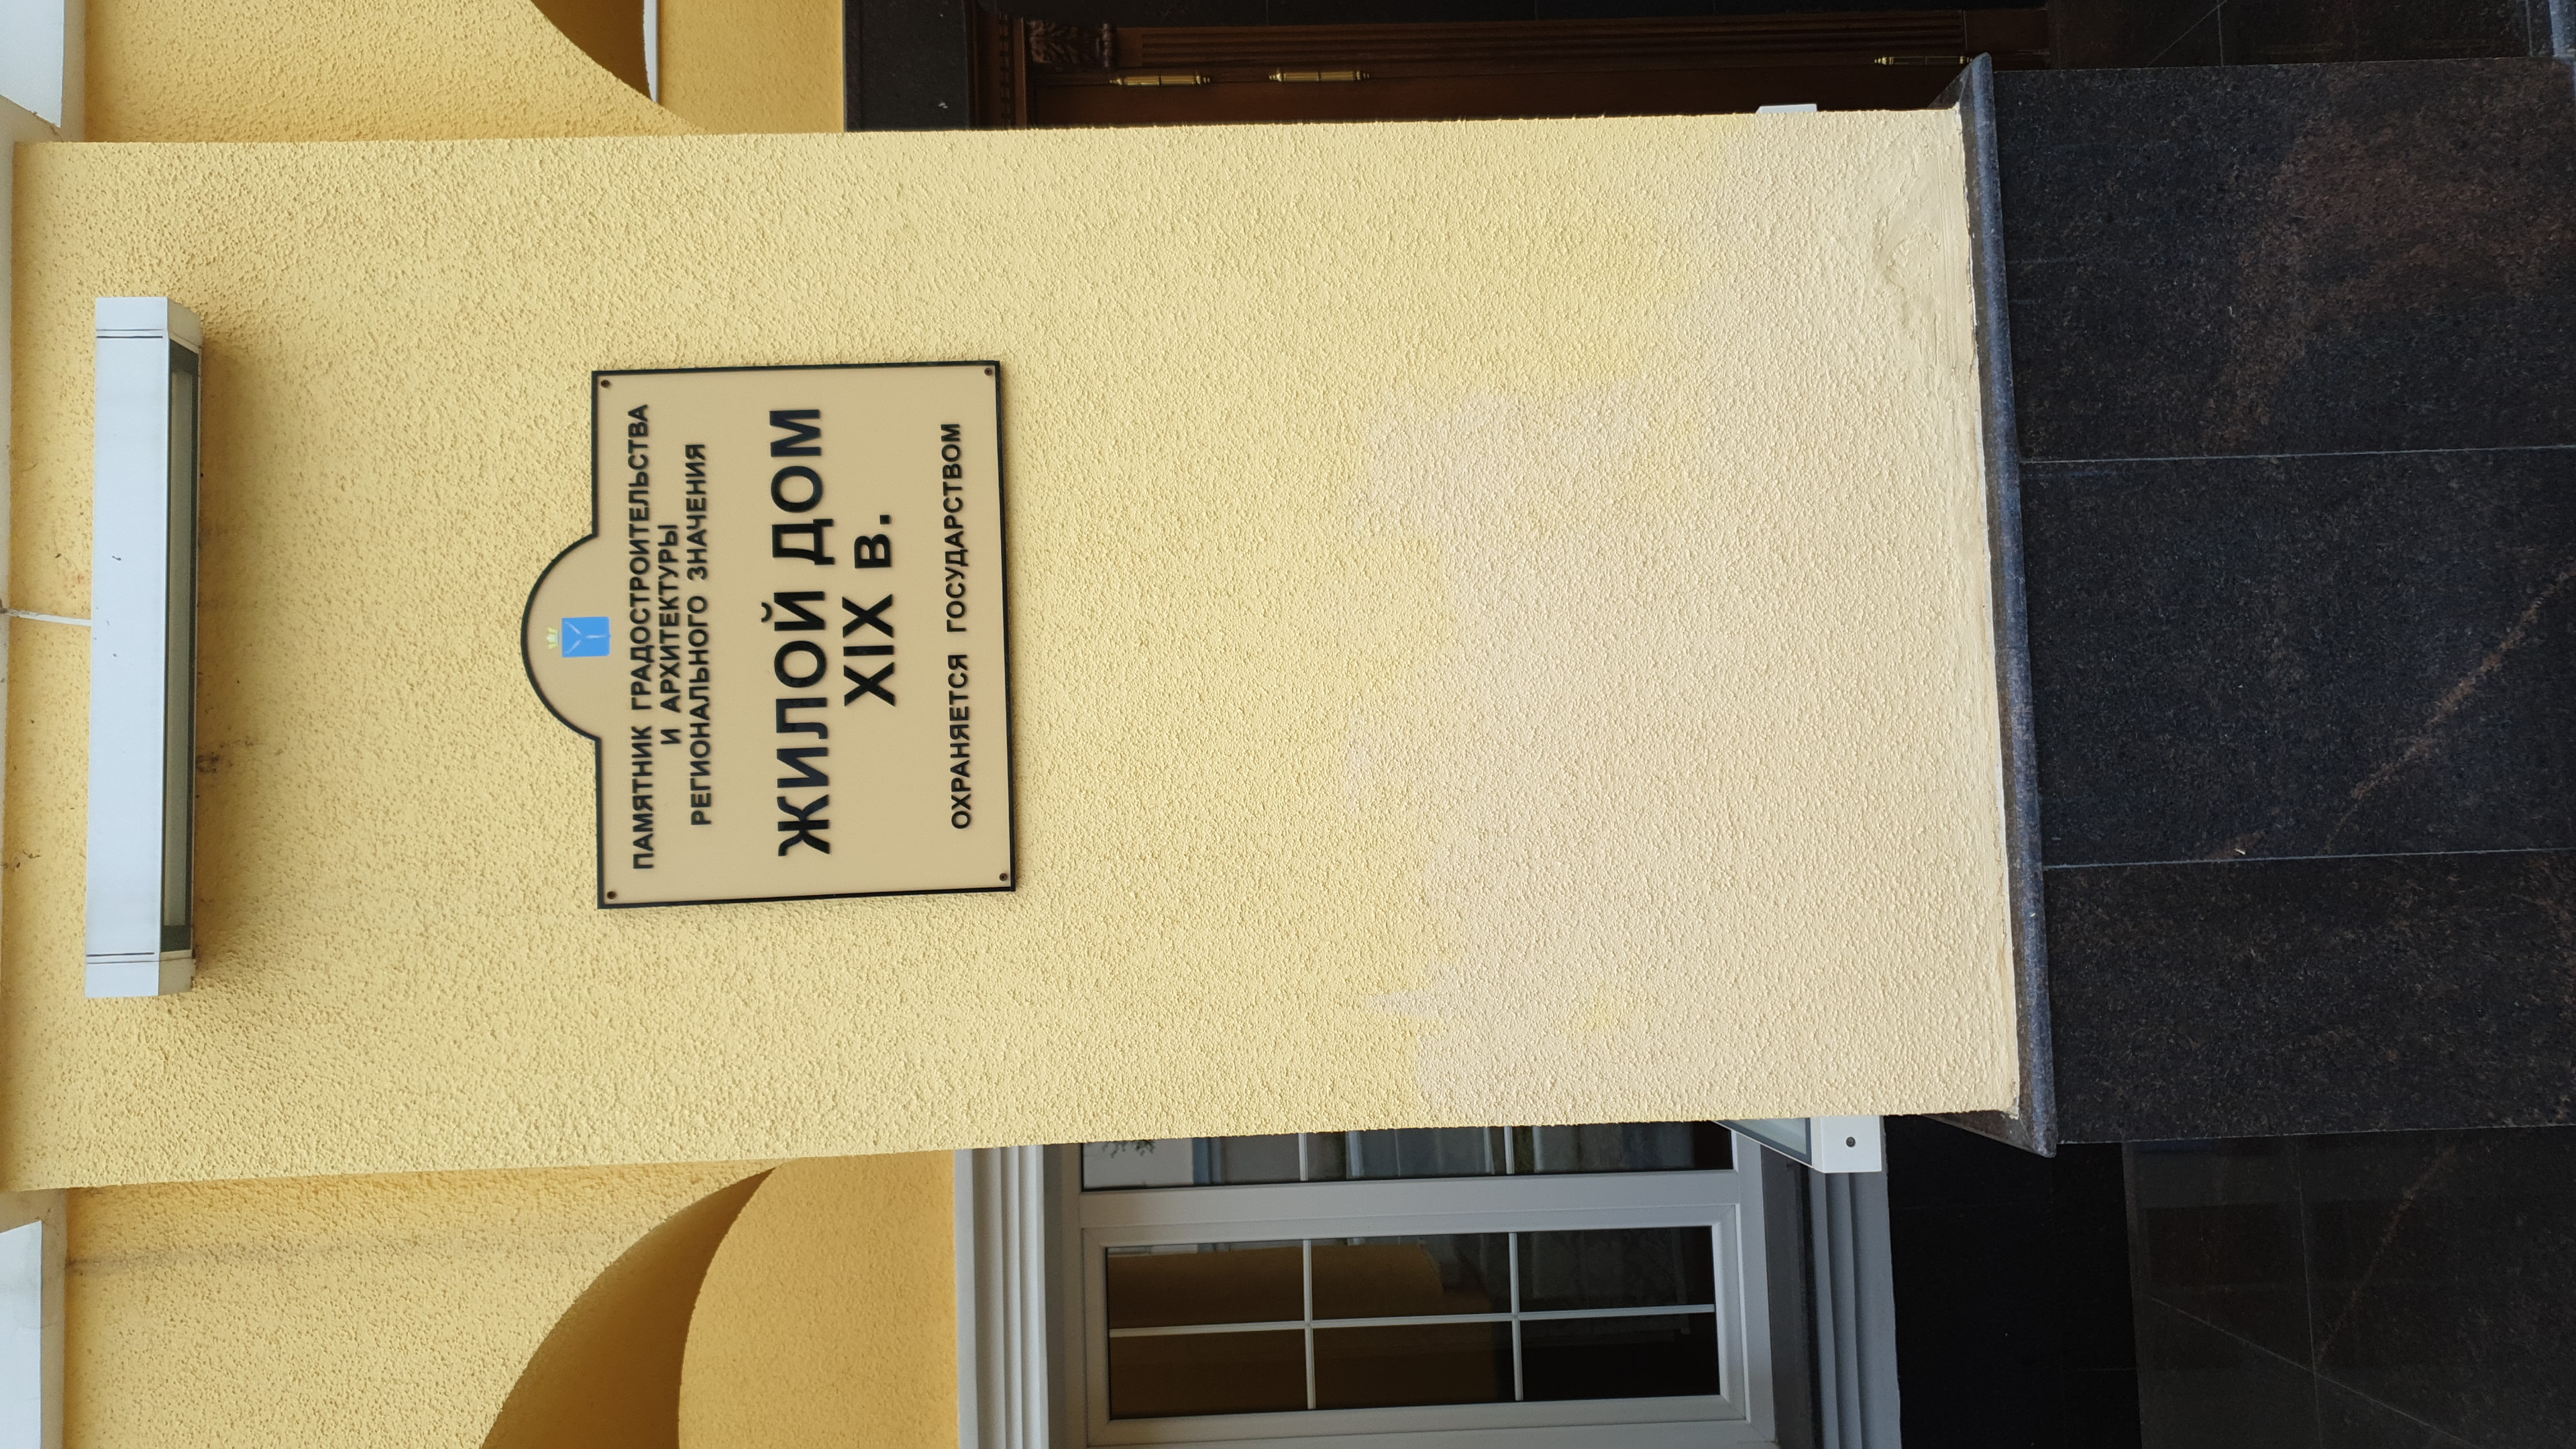 ПАМЯТНИК ГРАДОСТРОИТЕЛЬСТВА
И АРХИТЕКТУРЫ
РЕГИОНАЛЬНОГО ЗНАЧЕНИЯ
ЖИЛОЙ ДОМ
XIX в.
ОХРАНЯЕТСЯ ГОСУДАРСТВОМ